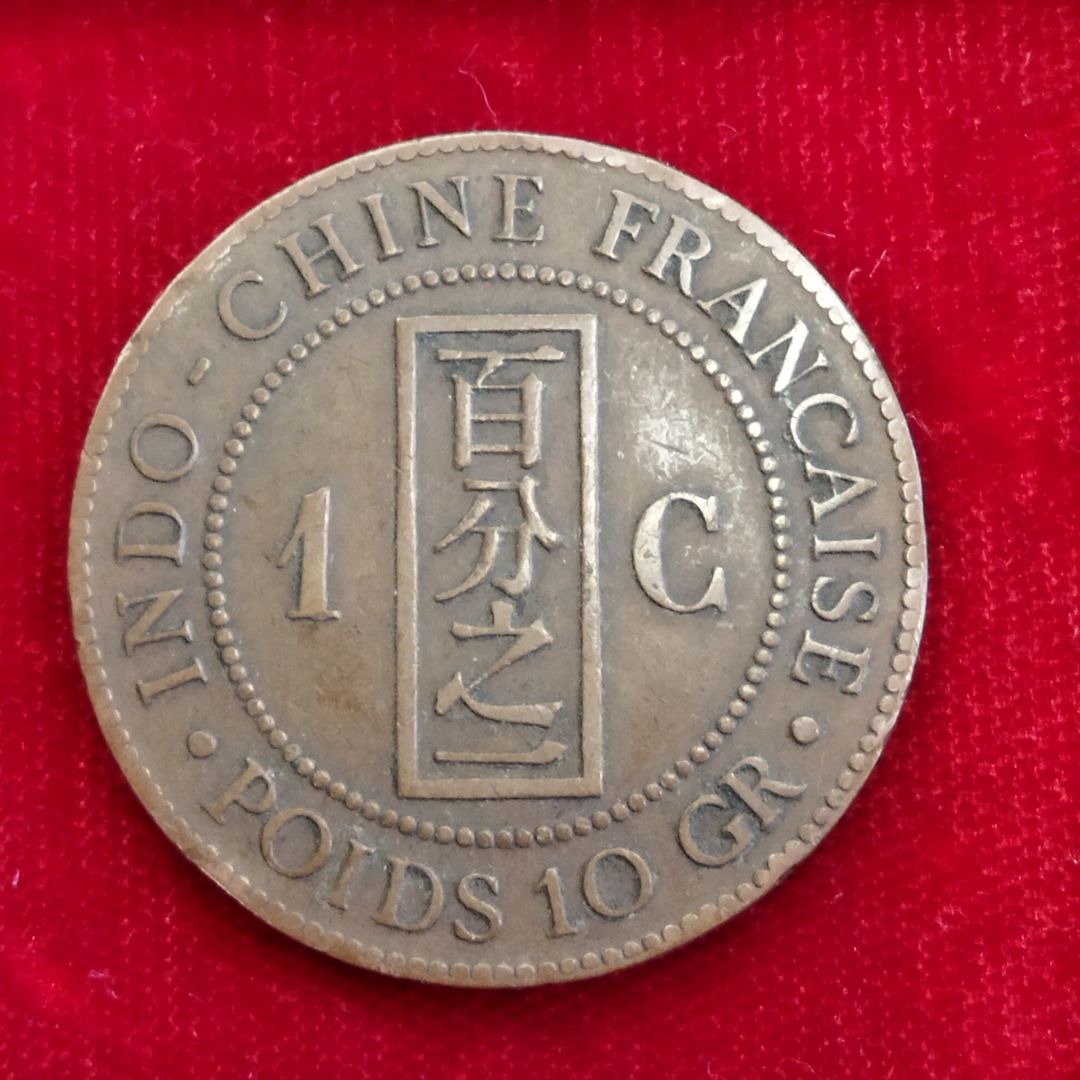 INDO - CHINE FRANCAISE
1
百分之一
C
· POIDS 10 GR ·